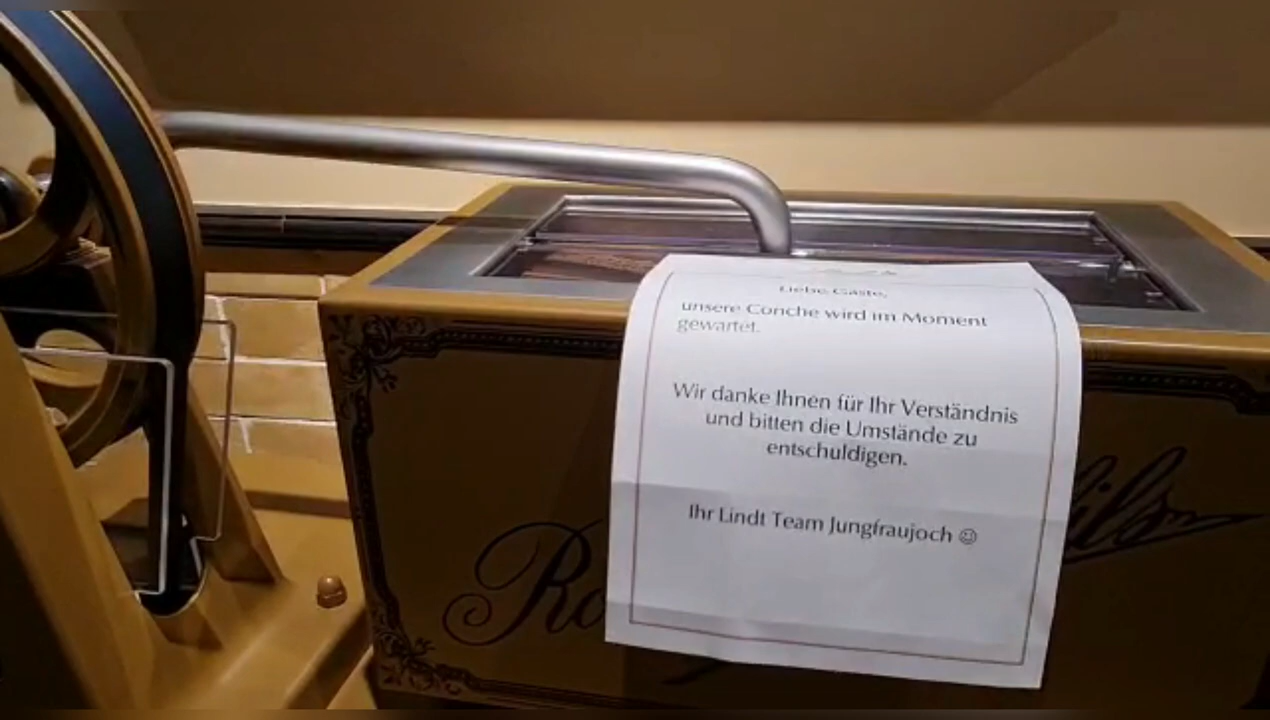 Liebe Gäste,
unsere Conche wird im Moment
gewartet.
Wir danke Ihnen für Ihr Verständnis
und bitten die Umstände zu
entschuldigen.
Ihr Lindt Team Jungfraujoch ☺
Ro